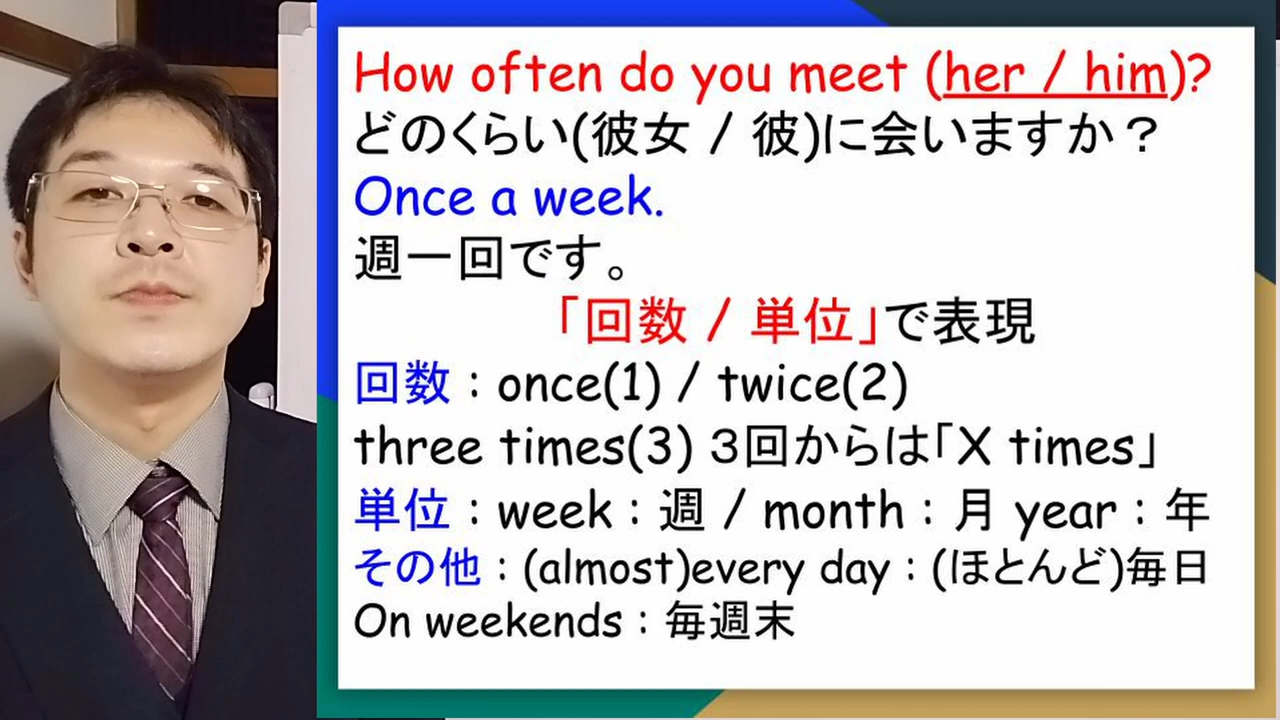 How often do you meet (her / him)?
どのくらい(彼女 / 彼)に会いますか？
Once a week.
週一回です。
「回数 / 単位」で表現
回数：once(1) / twice(2)
three times(3) ３回からは「X times」
単位：week：週 / month：月 year：年
その他：(almost)every day：(ほとんど)毎日
On weekends：毎週末